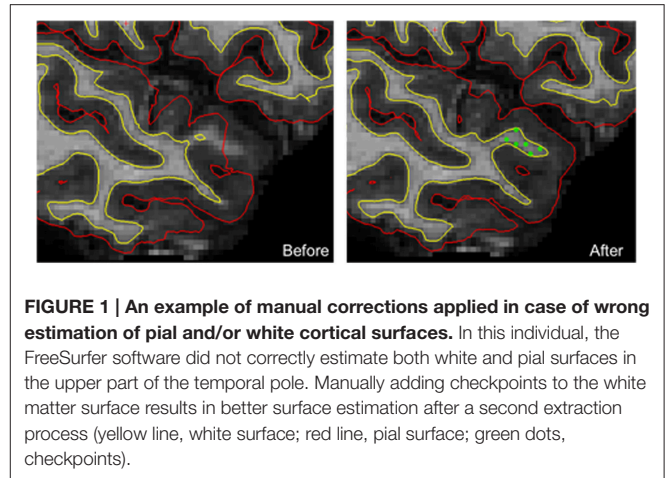 Before
After
FIGURE 1 | An example of manual corrections applied in case of wrong
estimation of pial and/or white cortical surfaces. In this individual, the
FreeSurfer software did not correctly estimate both white and pial surfaces in
the upper part of the temporal pole. Manually adding checkpoints to the white
matter surface results in better surface estimation after a second extraction
process (yellow line, white surface; red line, pial surface; green dots,
checkpoints).